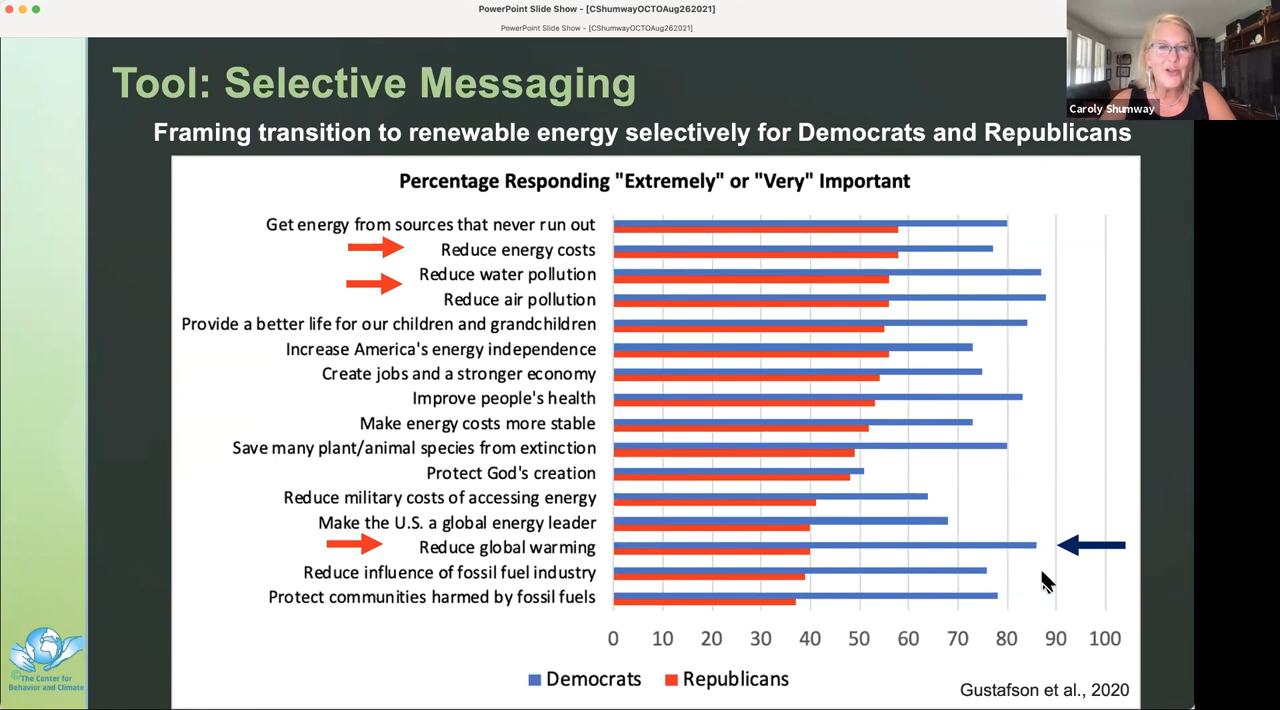 PowerPoint Slide Show - [CShumwayOCTOAug262021]
PowerPoint Slide Show - [CShumwayOCTOAug262021]
Caroly Shumway
Tool: Selective Messaging
Framing transition to renewable energy selectively for Democrats and Republicans
Percentage Responding "Extremely" or "Very" Important
Get energy from sources that never run out
Reduce energy costs
Reduce water pollution
Reduce air pollution
Provide a better life for our children and grandchildren
Increase America's energy independence
Create jobs and a stronger economy
Improve people's health
Make energy costs more stable
Save many plant/animal species from extinction
Protect God's creation
Reduce military costs of accessing energy
Make the U.S. a global energy leader
Reduce global warming
Reduce influence of fossil fuel industry
Protect communities harmed by fossil fuels
0 10 20 30 40 50 60 70 80 90 100
Democrats Republicans
Gustafson et al., 2020
©The Center for
Behavior and Climate